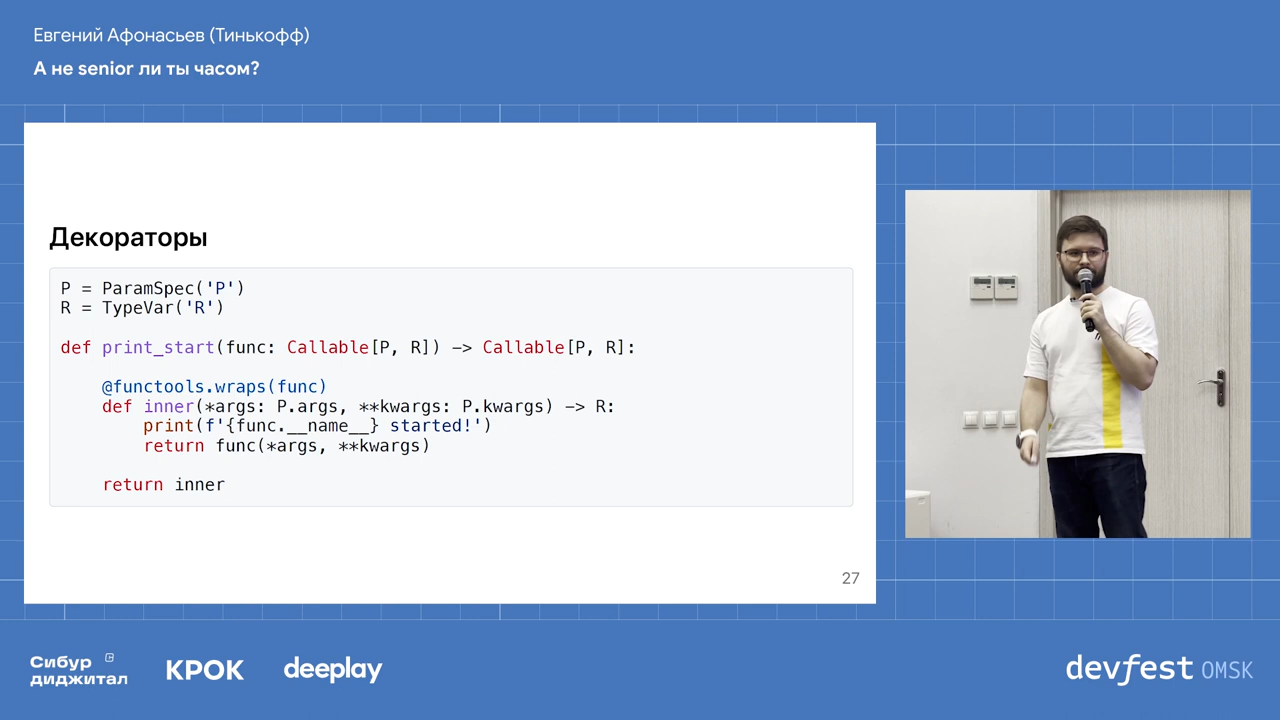 Евгений Афонасьев (Тинькофф)
А не senior ли ты часом?
Декораторы
P = ParamSpec('P')
R = TypeVar('R')
def print_start(func: Callable[P, R]) -> Callable[P, R]:
    @functools.wraps(func)
    def inner(*args: P.args, **kwargs: P.kwargs) -> R:
        print(f'{func.__name__} started!')
        return func(*args, **kwargs)
    return inner
27
Сибур
диджитал
КРОК
deeplay
devfest OMSK